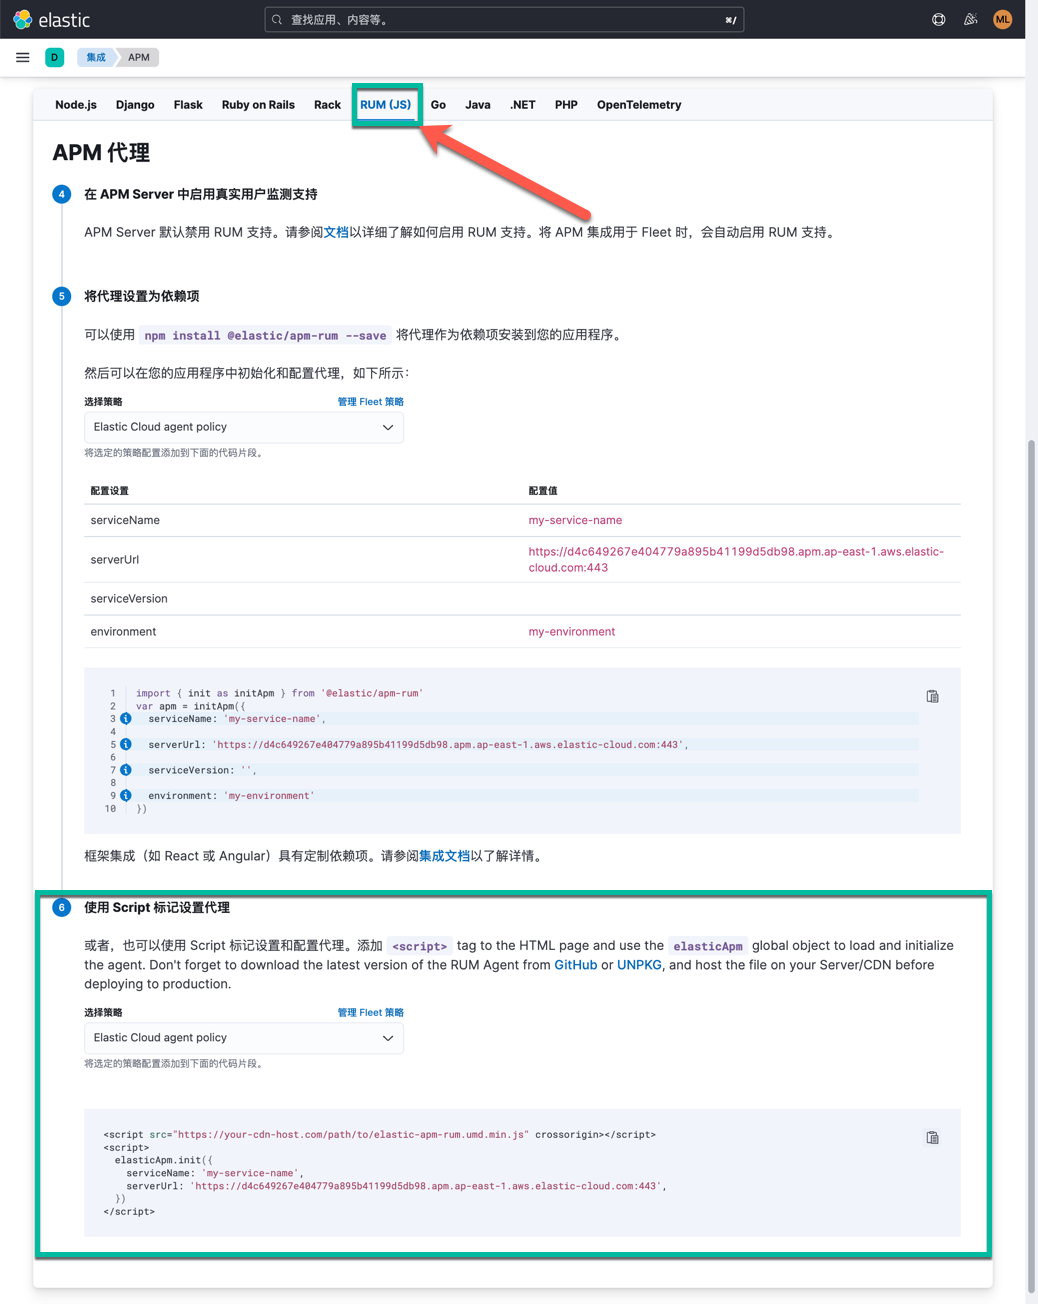 elastic
查找应用、内容等。
⌘/
ML
D
集成
APM
Node.js Django Flask Ruby on Rails Rack RUM (JS) Go Java .NET PHP OpenTelemetry
APM 代理
4 在 APM Server 中启用真实用户监测支持
APM Server 默认禁用 RUM 支持。请参阅文档以详细了解如何启用 RUM 支持。将 APM 集成用于 Fleet 时，会自动启用 RUM 支持。
5 将代理设置为依赖项
可以使用 npm install @elastic/apm-rum --save 将代理作为依赖项安装到您的应用程序。
然后可以在您的应用程序中初始化和配置代理，如下所示：
选择策略 管理 Fleet 策略
Elastic Cloud agent policy
将选定的策略配置添加到下面的代码片段。
配置设置 配置值
serviceName my-service-name
serverUrl https://d4c649267e404779a895b41199d5db98.apm.ap-east-1.aws.elastic-
cloud.com:443
serviceVersion
environment my-environment
1 import { init as initApm } from '@elastic/apm-rum'
2 var apm = initApm({
3 serviceName: 'my-service-name',
4
5 serverUrl: 'https://d4c649267e404779a895b41199d5db98.apm.ap-east-1.aws.elastic-cloud.com:443',
6
7 serviceVersion: '',
8
9 environment: 'my-environment'
10 })
框架集成（如 React 或 Angular）具有定制依赖项。请参阅集成文档以了解详情。
6 使用 Script 标记设置代理
或者，也可以使用 Script 标记设置和配置代理。添加 <script> tag to the HTML page and use the elasticApm global object to load and initialize
the agent. Don't forget to download the latest version of the RUM Agent from GitHub or UNPKG, and host the file on your Server/CDN before
deploying to production.
选择策略 管理 Fleet 策略
Elastic Cloud agent policy
将选定的策略配置添加到下面的代码片段。
<script src="https://your-cdn-host.com/path/to/elastic-apm-rum.umd.min.js" crossorigin></script>
<script>
elasticApm.init({
serviceName: 'my-service-name',
serverUrl: 'https://d4c649267e404779a895b41199d5db98.apm.ap-east-1.aws.elastic-cloud.com:443',
})
</script>